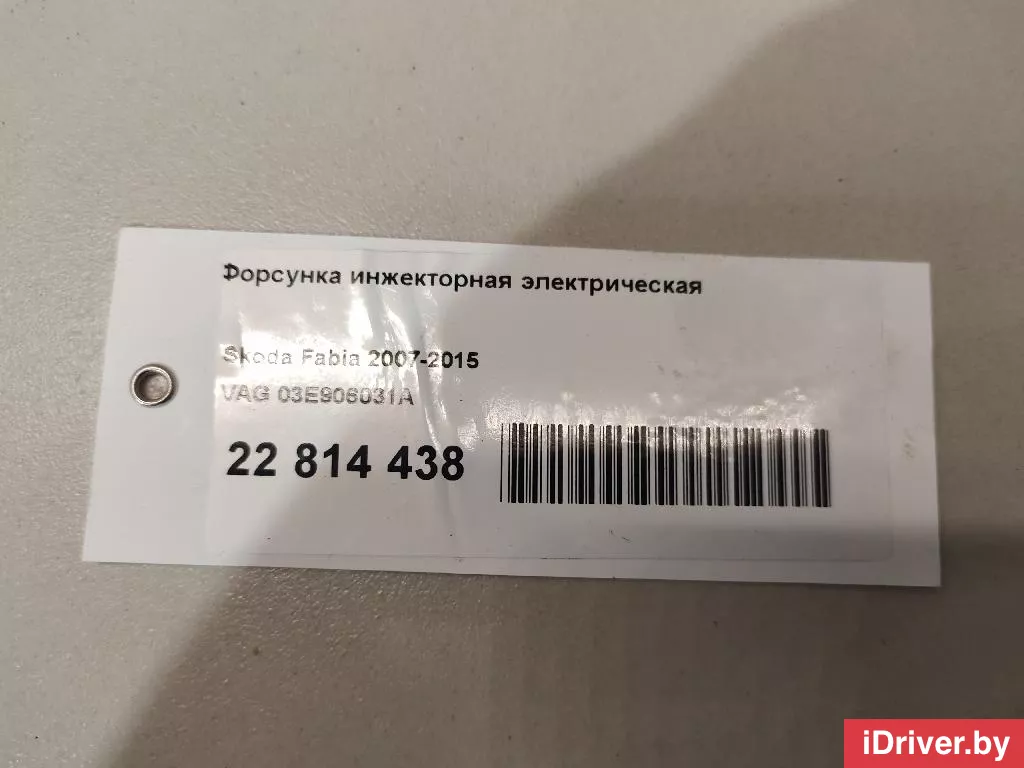 Форсунка инжекторная электрическая
Skoda Fabia 2007-2015
VAG 03E906031A
22 814 438
iDriver.by